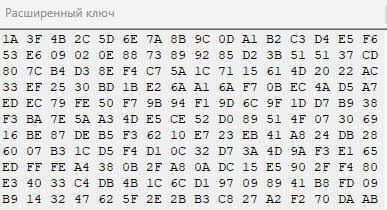 Расширенный ключ
1A 3F 4B 2C 5D 6E 7A 8B 9C 0D A1 B2 C3 D4 E5 F6
53 E6 09 02 0E 88 73 89 92 85 D2 3B 51 51 37 CD
80 7C B4 D3 8E F4 C7 5A 1C 71 15 61 4D 20 22 AC
33 EF 25 30 BD 1B E2 6A A1 6A F7 0B EC 4A D5 A7
ED EC 79 FE 50 F7 9B 94 F1 9D 6C 9F 1D D7 B9 38
F3 BA 7E 5A A3 4D E5 CE 52 D0 89 51 4F 07 30 69
16 BE 87 DE B5 F3 62 10 E7 23 EB 41 A8 24 DB 28
60 07 B3 1C D5 F4 D1 0C 32 D7 3A 4D 9A F3 E1 65
ED FF FE A4 38 0B 2F A8 0A DC 15 E5 90 2F F4 80
E3 40 33 C4 DB 4B 1C 6C D1 97 09 89 41 B8 FD 09
B9 14 32 47 62 5F 2E 2B B3 C8 27 A2 F2 70 DA AB